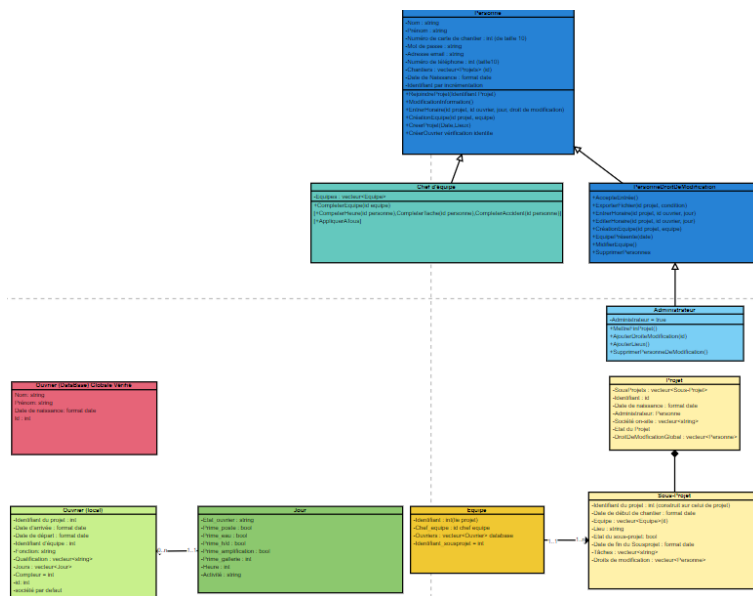 Personne
-Nom : string
-Prénom : string
-Numéro de carte de chantier : int (de taille 10)
-Mot de passe : string
-Adresse email : string
-Numéro de téléphone : int (taille10)
-Chantiers : vecteur<Projets> (id)
-Date de Naissance : format date
-Identifiant par incrémentation
+RejoindreProjet(Identifiant Projet)
+ModificationInformation()
+EntrerHoraire(id projet, id ouvrier, jour, droit de modification)
+CréationEquipe(id projet, equipe)
+CreerProjet(Date,Lieux)
+CréerOuvrier vérification identité
Chef d'équipe
-Equipes : vecteur<Equipe>
+CompléterEquipe(id equipe)
(+CompleterHeure(id personne),CompleterTache(id personne),CompleterAccident(id personne))
(+AppliquerAtous)
PersonneDroitDeModification
+AccepterEntrée()
+ExporterFichier(id projet, condition)
+EntrerHoraire(id projet, id ouvrier, jour)
+EditerHoraire(id projet, id ouvrier, jour)
+CréationEquipe(id projet, equipe)
+EquipePrésente(date)
+ModifierEquipe()
+SupprimerPersonnes
Administrateur
-Administrateur = true
+MettreFinProjet()
+AjouterDroitModification(id)
+AjouterLieux()
+SupprimerPersonneDeModification()
Ouvrier (DataBase) Globale Vérifié
Nom: string
Prénom: string
Date de naissance: format date
Id : int
Projet
-SousProjets : vecteur<Sous-Projet>
-Identifiant : id
-Date de naissance : format date
-Administrateur: Personne
-Société on-site : vecteur<string>
-Etat du Projet
-DroitDeModificationGlobal : vecteur<Personne>
Ouvrier (local)
-Identifiant du projet : int
-Date d'arrivée : format date
-Date de départ : format date
-Identifiant d'équipe : int
-Fonction: string
-Qualification : vecteur<string>
-Jours : vecteur<Jour>
-Compteur = int
-id: int
-société par defaut
Jour
-Etat_ouvrier : string
-Prime_poste : bool
-Prime_eau : bool
-Prime_frid : bool
-Prime_amplification : bool
-Prime_gallerie : int
-Heure : int
-Activité : string
Equipe
-Identifiant : int(lie projet)
-Chef_equipe : id chef equipe
-Ouvriers : vecteur<Ouvrier> database
-Identifiant_sousprojet = int
Sous-Projet
-Identifiant du projet : int (construit sur celui de projet)
-Date de début de chantier : format date
-Equipe : vecteur<Equipe>(id)
-Lieu : string
-Etat du sous-projet: bool
-Date de fin du Sousprojet : format date
-Tâches : vecteur<string>
-Droits de modification : vecteur<Personne>